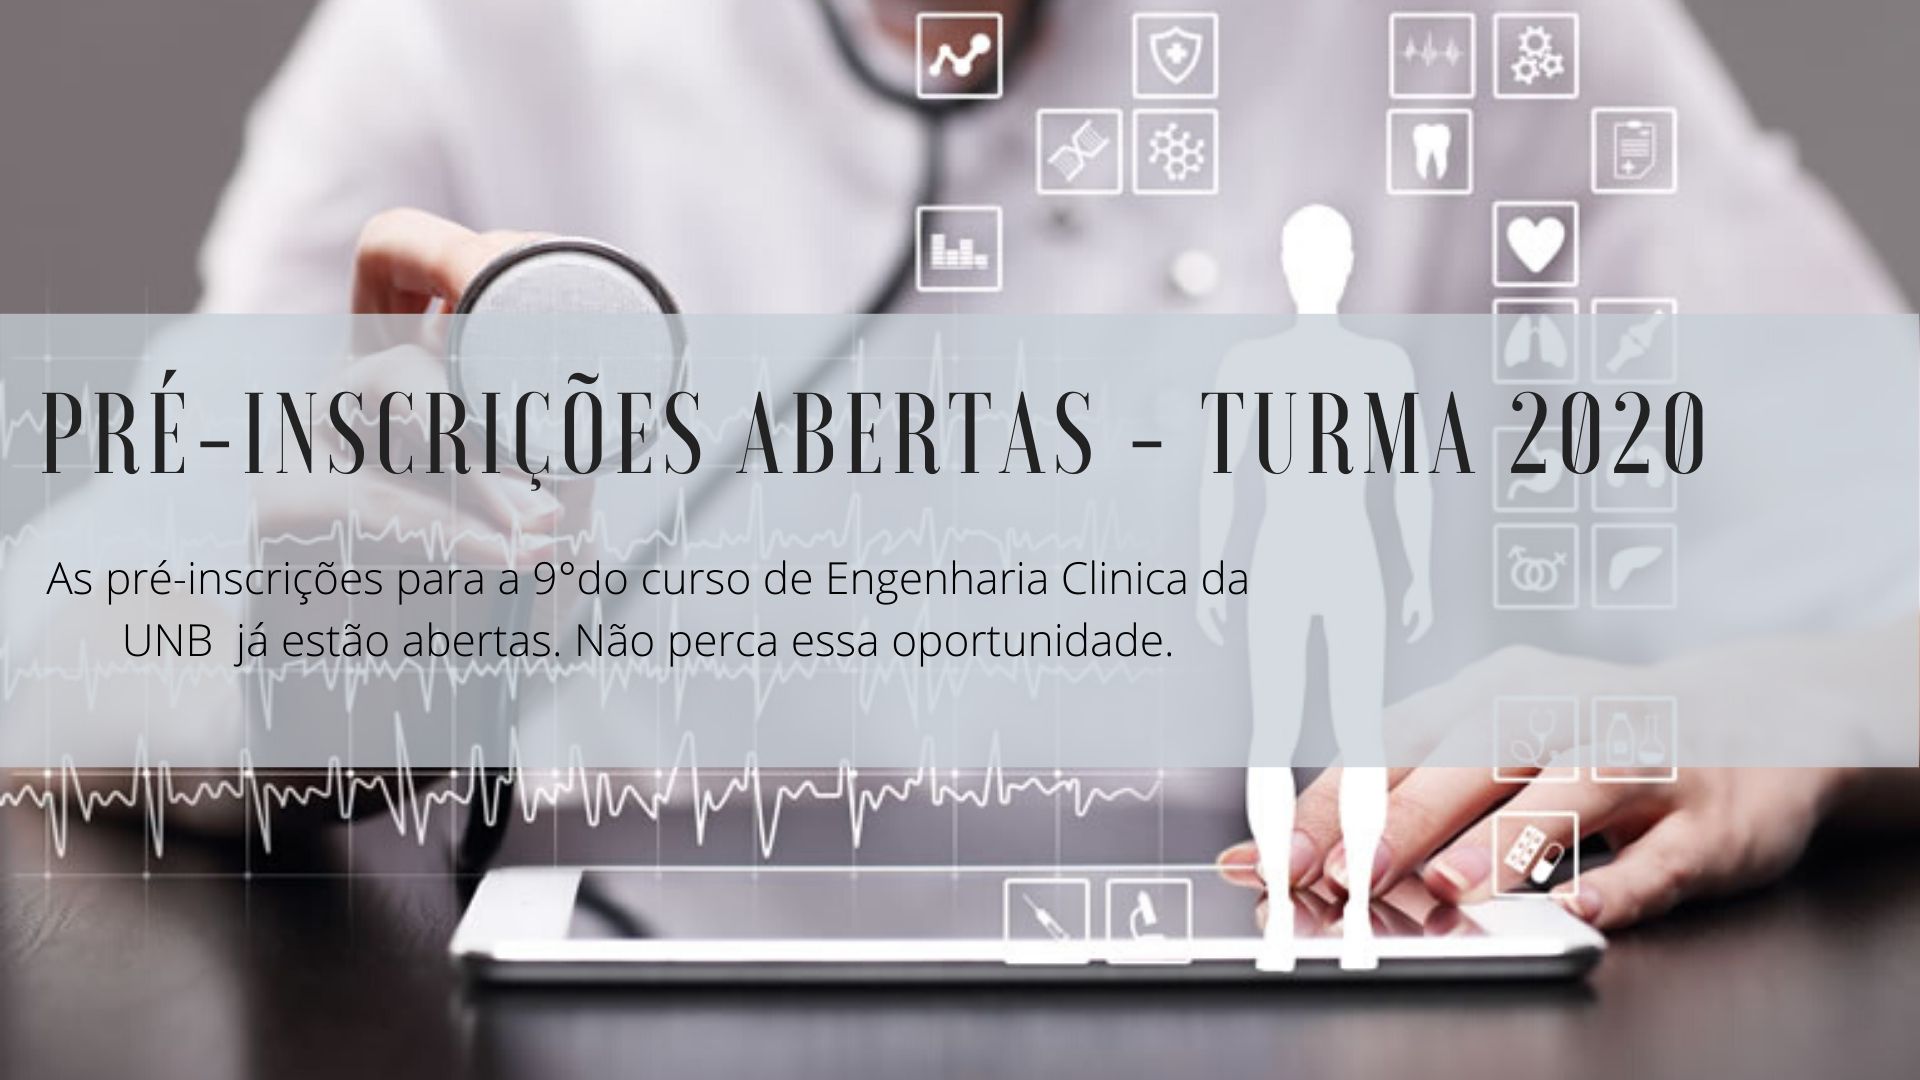 PRÉ-INSCRIÇÕES ABERTAS - TURMA 2020
As pré-inscrições para a 9°do curso de Engenharia Clinica da
UNB  já estão abertas. Não perca essa oportunidade.